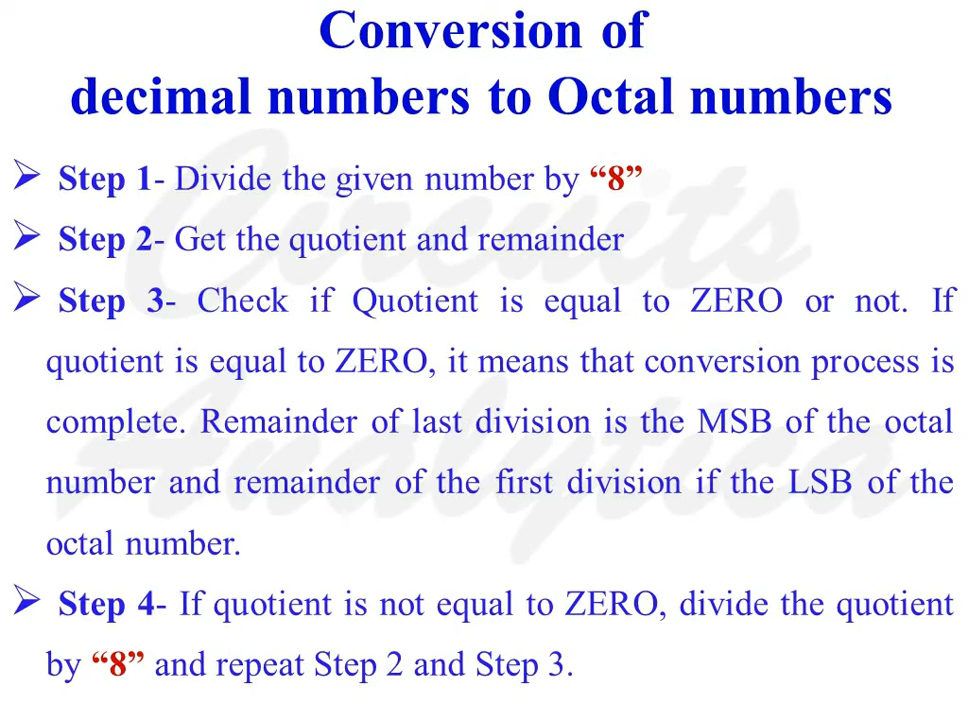 Conversion of
decimal numbers to Octal numbers
➢ Step 1- Divide the given number by “8”
➢ Step 2- Get the quotient and remainder
➢ Step 3- Check if Quotient is equal to ZERO or not. If
quotient is equal to ZERO, it means that conversion process is
complete. Remainder of last division is the MSB of the octal
number and remainder of the first division if the LSB of the
octal number.
➢ Step 4- If quotient is not equal to ZERO, divide the quotient
by “8” and repeat Step 2 and Step 3.
Circuits
Analytica